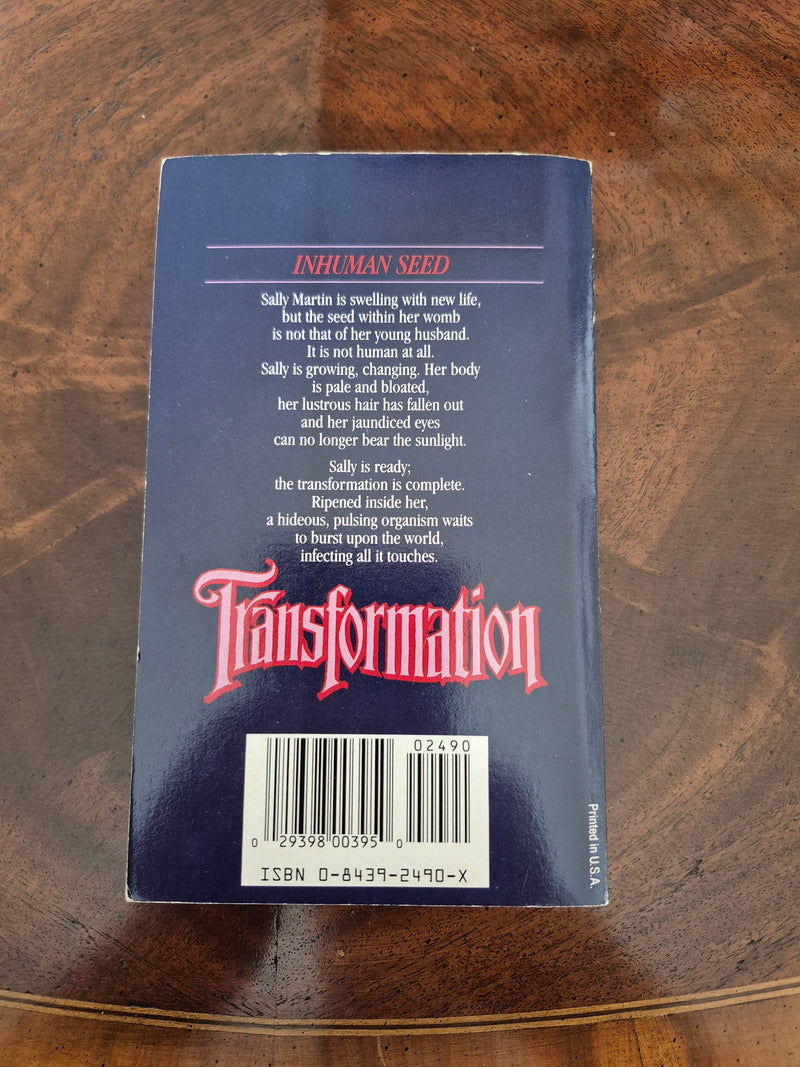 INHUMAN SEED
Sally Martin is swelling with new life,
but the seed within her womb
is not that of her young husband.
It is not human at all.
Sally is growing, changing. Her body
is pale and bloated,
her lustrous hair has fallen out
and her jaundiced eyes
can no longer bear the sunlight.
Sally is ready;
the transformation is complete.
Ripened inside her,
a hideous, pulsing organism waits
to burst upon the world,
infecting all it touches.
Transformation
02490
0 29398 00395 0
ISBN 0-8439-2490-X
Printed in U.S.A.